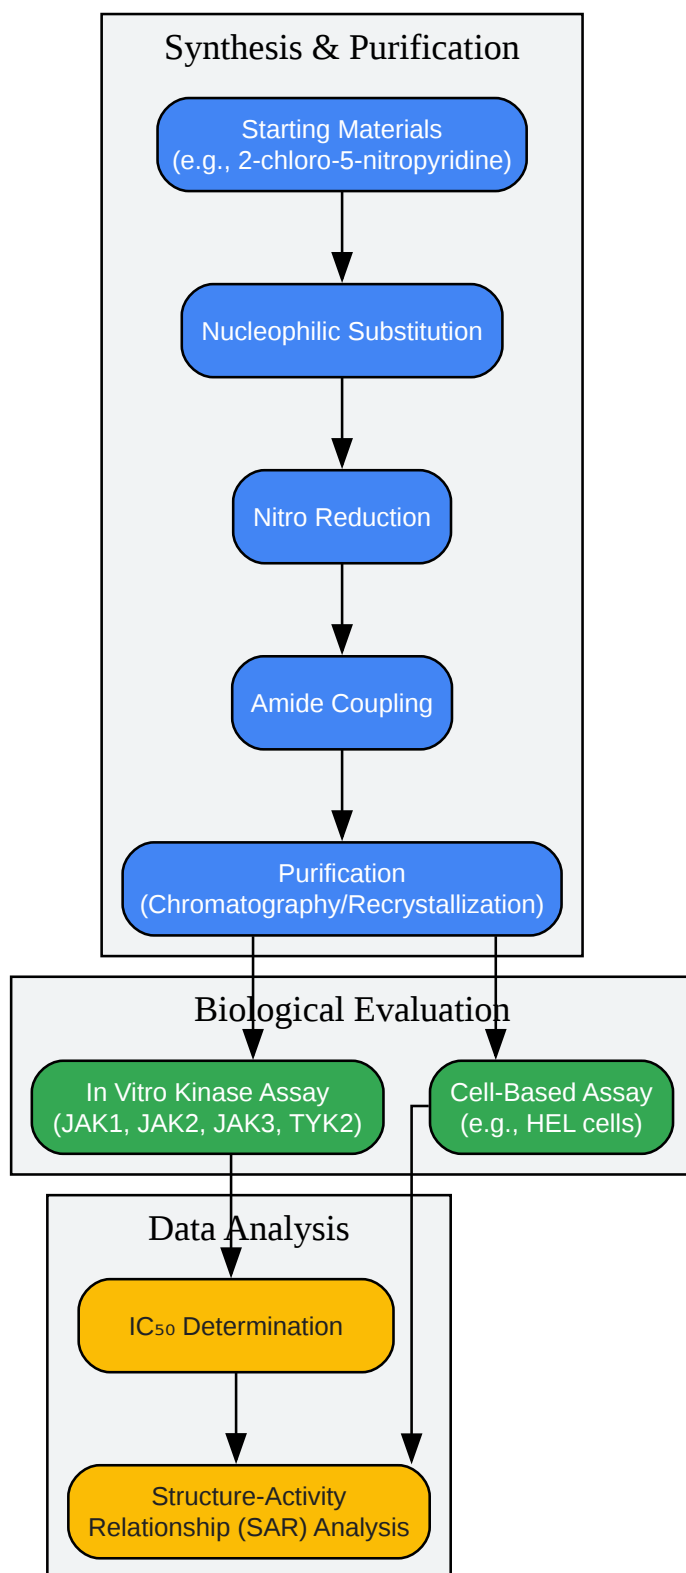 Synthesis & Purification
Starting Materials
(e.g., 2-chloro-5-nitropyridine)
Nucleophilic Substitution
Nitro Reduction
Amide Coupling
Purification
(Chromatography/Recrystallization)
Biological Evaluation
In Vitro Kinase Assay
(JAK1, JAK2, JAK3, TYK2)
Cell-Based Assay
(e.g., HEL cells)
Data Analysis
IC₅₀ Determination
Structure-Activity
Relationship (SAR) Analysis